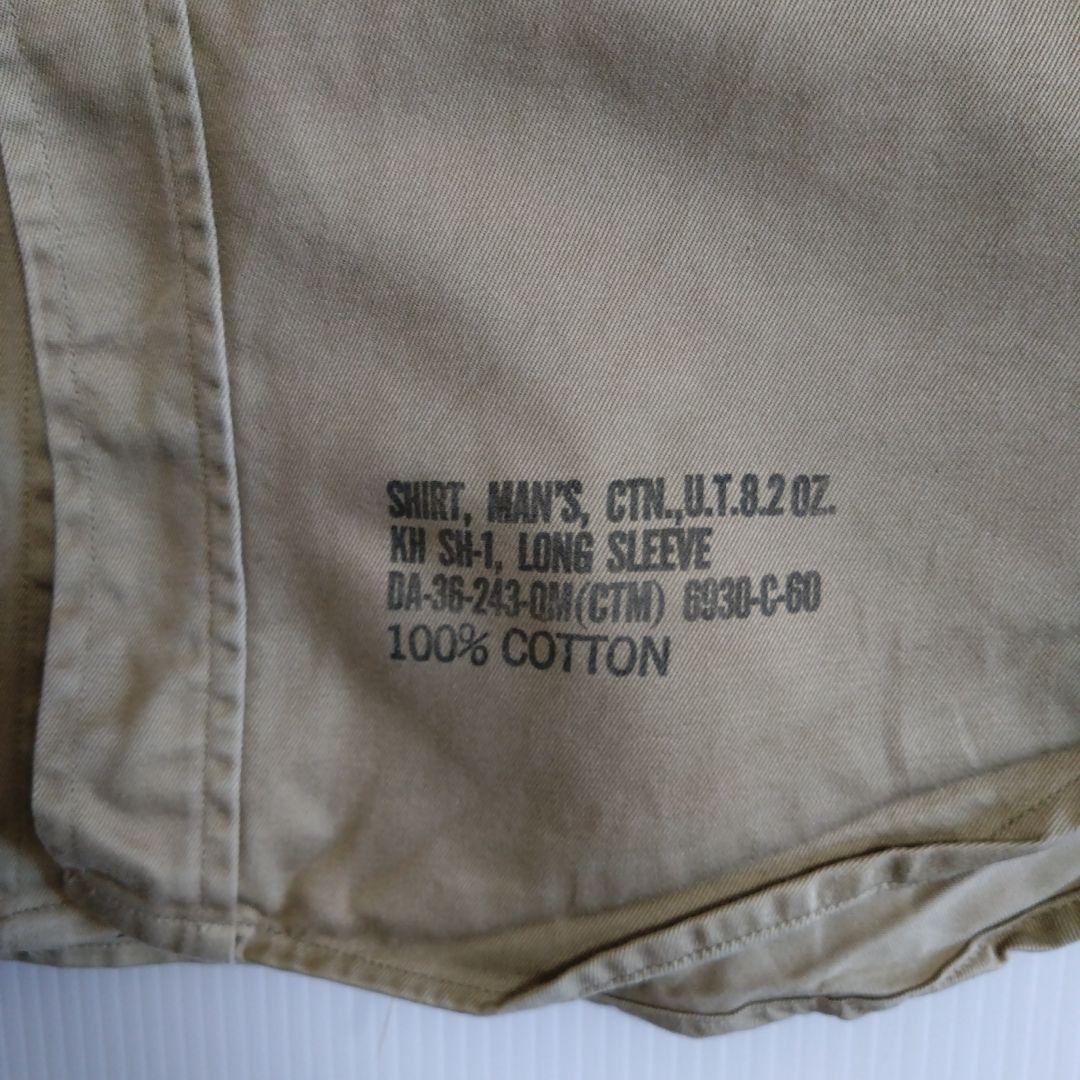 SHIRT, MAN'S, CTN.,U.T.8.2 OZ.
KH SH-1, LONG SLEEVE
DA-36-243-QM(CTM) 6930-C-60
100% COTTON